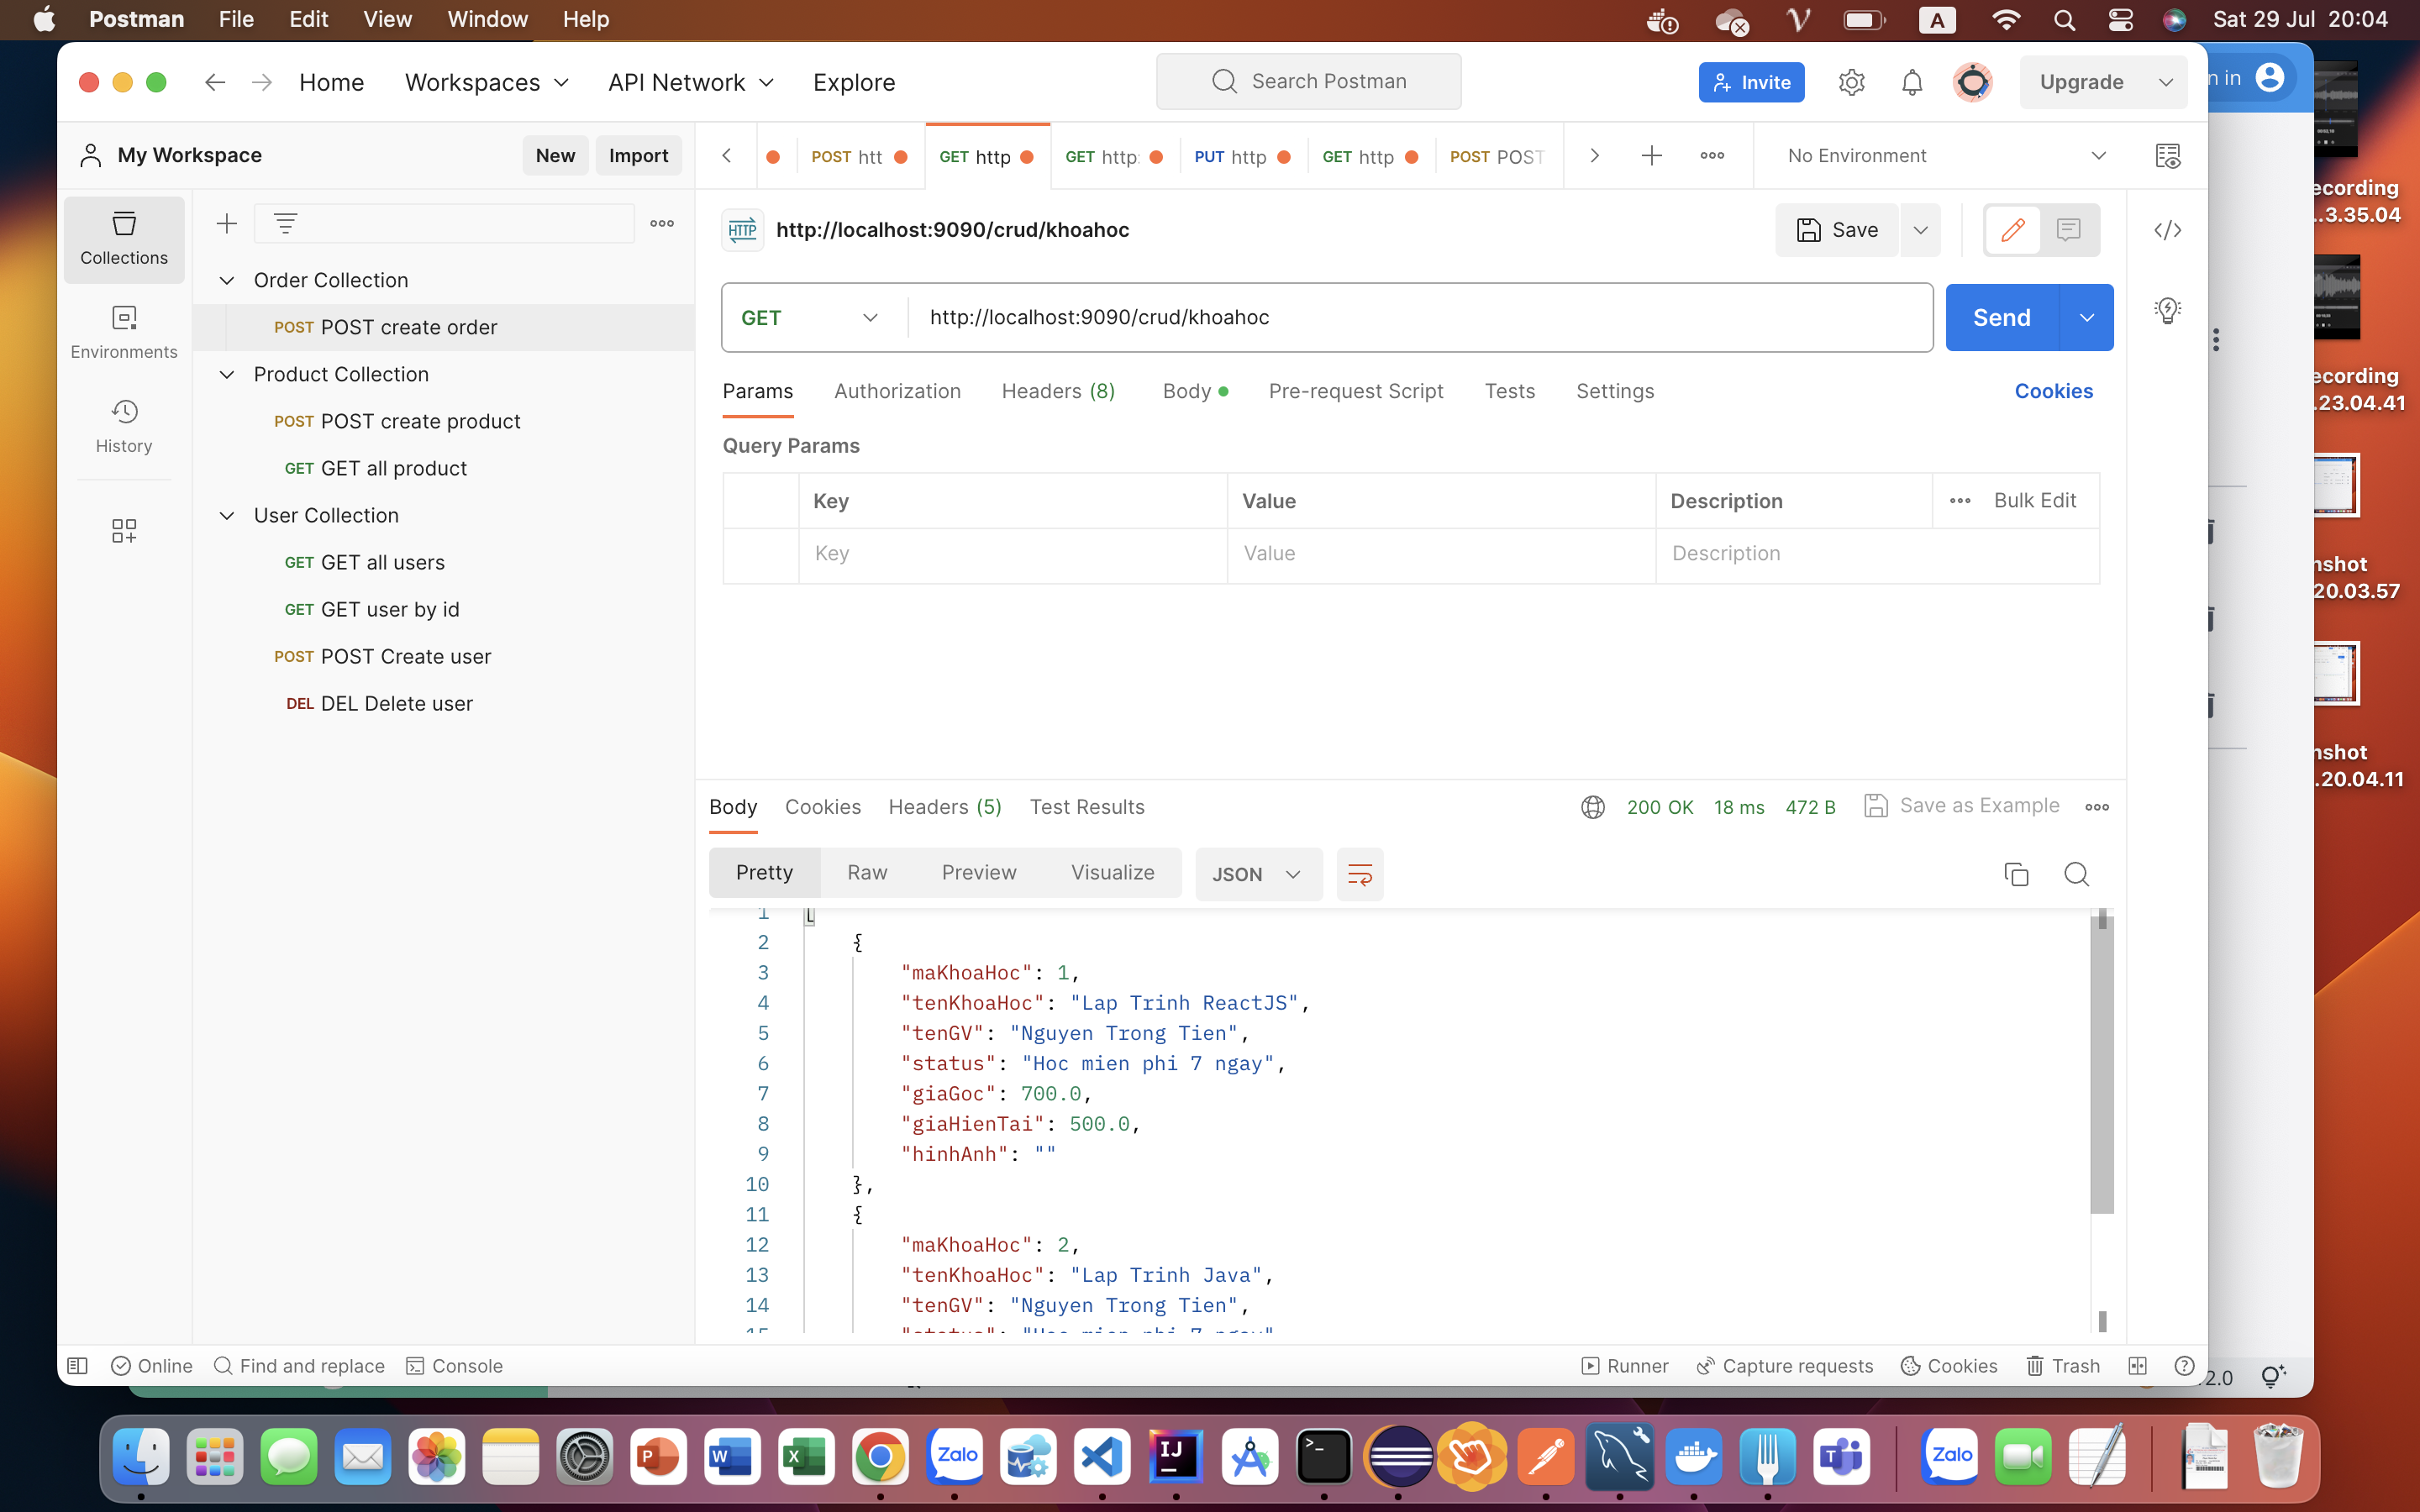 Postman File Edit View Window Help
A
Sat 29 Jul 20:04
Home Workspaces API Network Explore
Search Postman
Invite
Upgrade
n in
My Workspace
New Import
POST htt
GET http
GET http:
PUT http
GET http
POST POST
No Environment
Collections
Environments
History
Order Collection
POST POST create order
Product Collection
POST POST create product
GET GET all product
User Collection
GET GET all users
GET GET user by id
POST POST Create user
DEL DEL Delete user
HTTP http://localhost:9090/crud/khoahoc
Save
GET http://localhost:9090/crud/khoahoc
Send
Params Authorization Headers (8) Body Pre-request Script Tests Settings
Cookies
Query Params
Key Value Description Bulk Edit
Key Value Description
Body Cookies Headers (5) Test Results
200 OK 18 ms 472 B Save as Example
Pretty Raw Preview Visualize JSON
1 [
2 {
3 "maKhoaHoc": 1,
4 "tenKhoaHoc": "Lap Trinh ReactJS",
5 "tenGV": "Nguyen Trong Tien",
6 "status": "Hoc mien phi 7 ngay",
7 "giaGoc": 700.0,
8 "giaHienTai": 500.0,
9 "hinhAnh": ""
10 },
11 {
12 "maKhoaHoc": 2,
13 "tenKhoaHoc": "Lap Trinh Java",
14 "tenGV": "Nguyen Trong Tien",
15 "status": "Hoc mien phi 7 ngay"
Online Find and replace Console
Runner Capture requests Cookies Trash
2.0
ecording
..3.35.04
ecording
.23.04.41
nshot
20.03.57
nshot
.20.04.11
P
W
X
Zalo
IJ
T
Zalo